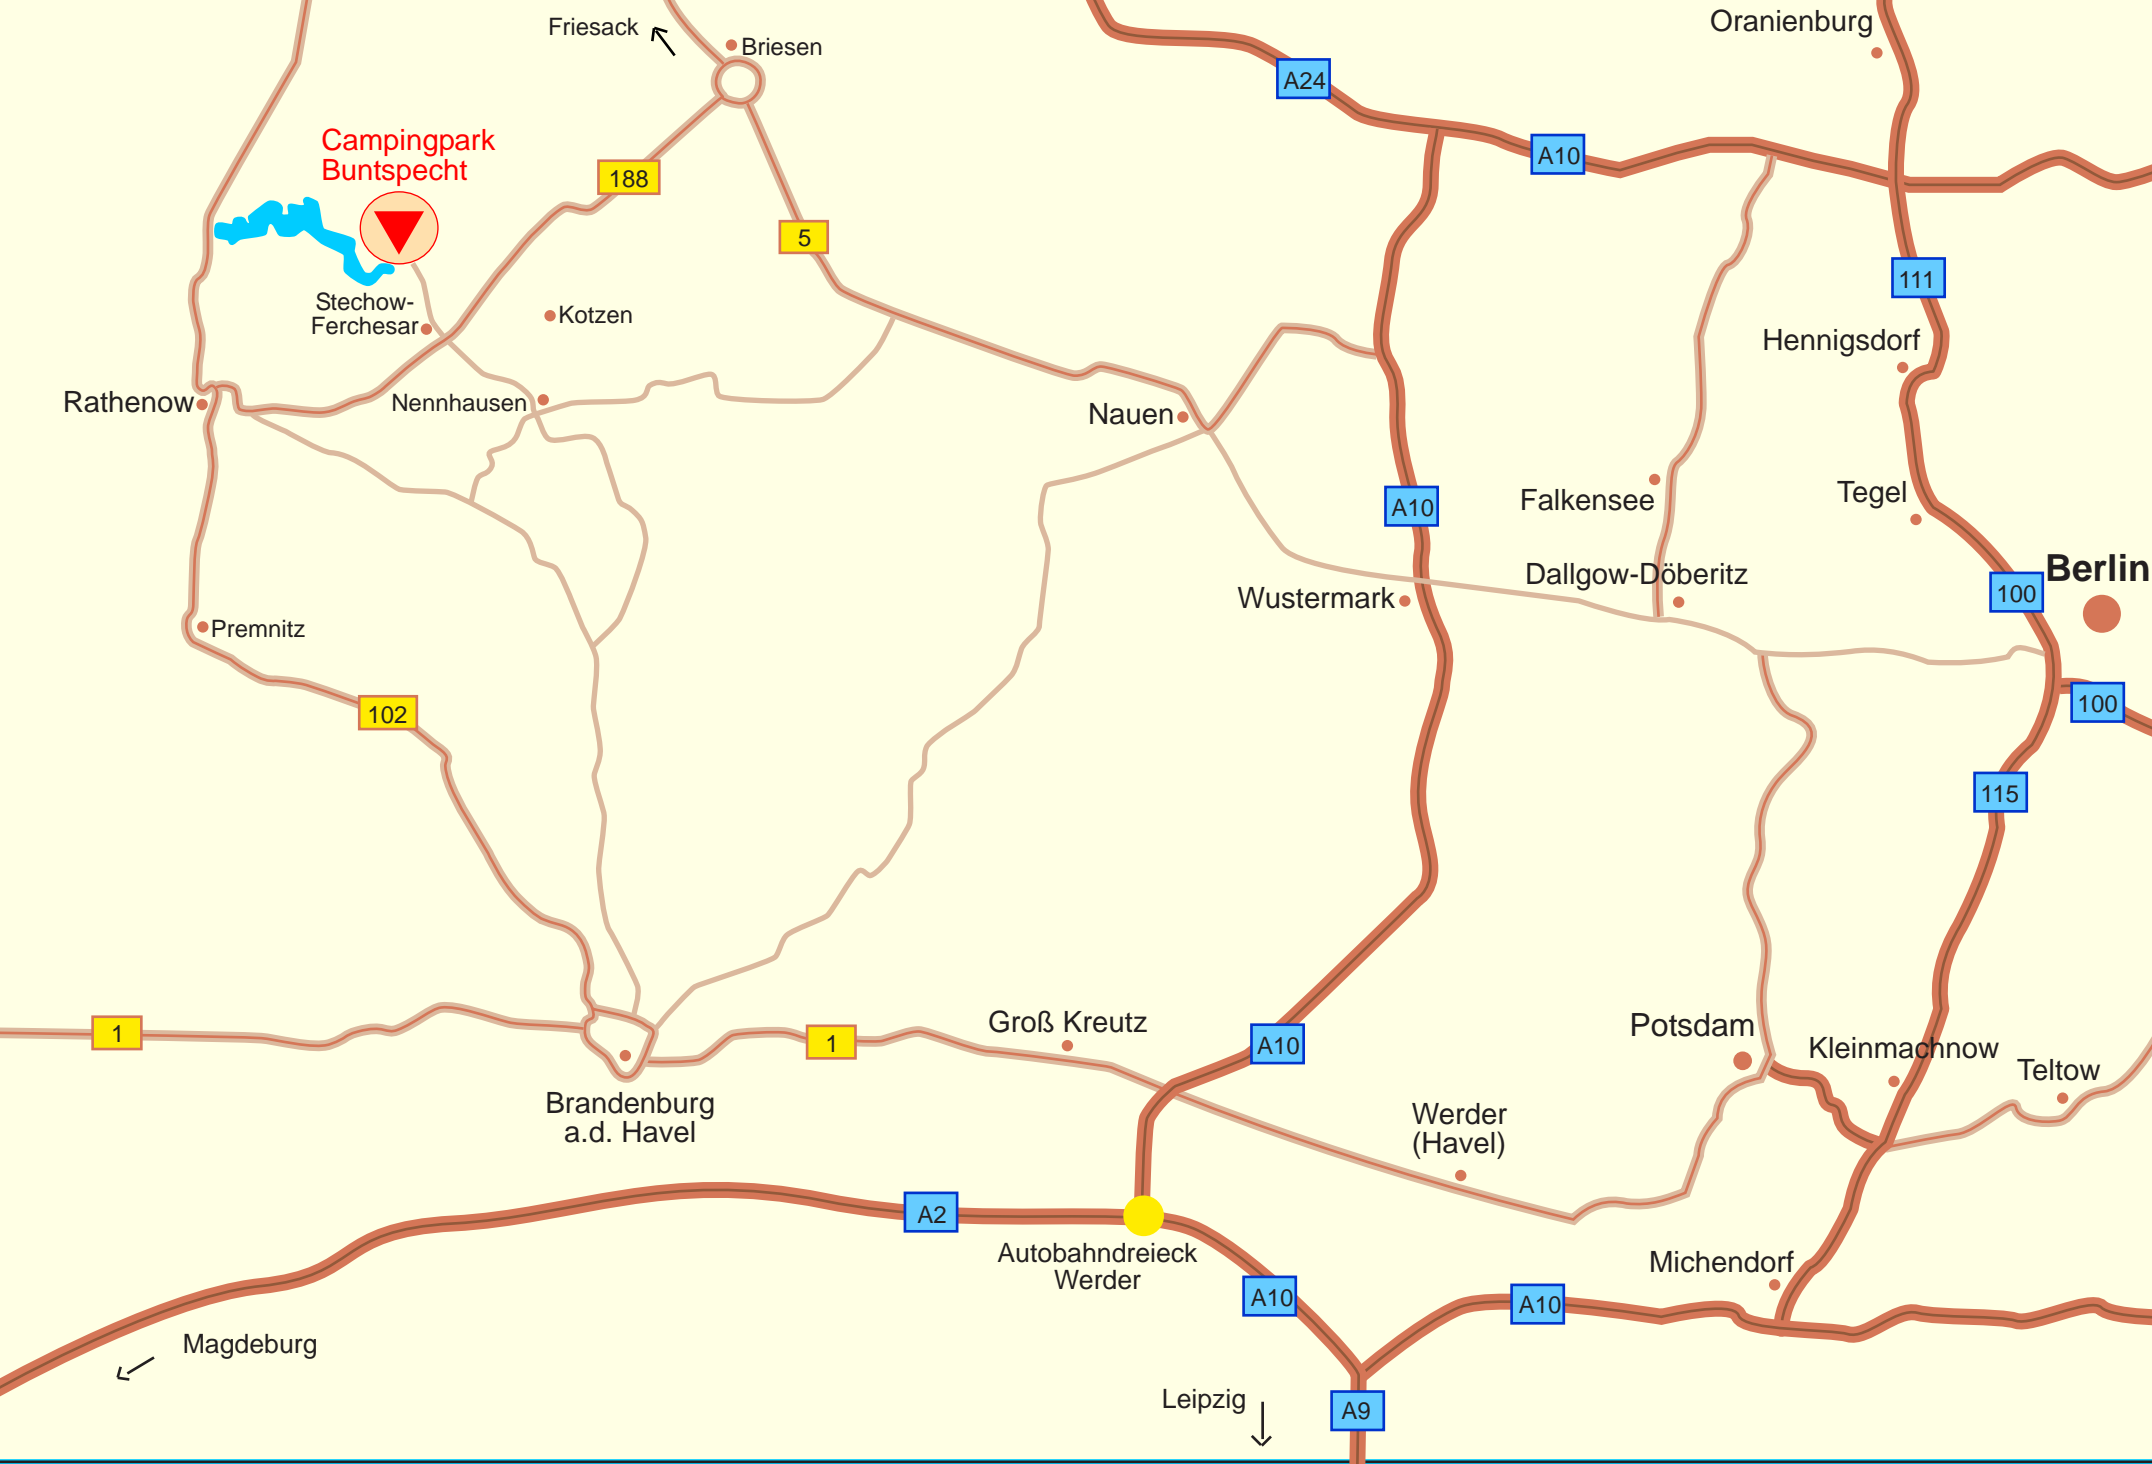 Oranienburg
Friesack
Briesen
A24
Campingpark
Buntspecht
A10
188
5
111
Stechow-
Ferchesar
Kotzen
Hennigsdorf
Rathenow
Nennhausen
Nauen
A10
Falkensee
Tegel
Berlin
Dallgow-Döberitz
100
Wustermark
Premnitz
102
100
115
1
1
Groß Kreutz
A10
Potsdam
Kleinmachnow
Teltow
Brandenburg
a.d. Havel
Werder
(Havel)
A2
Autobahndreieck
Werder
Michendorf
A10
A10
Magdeburg
Leipzig
A9